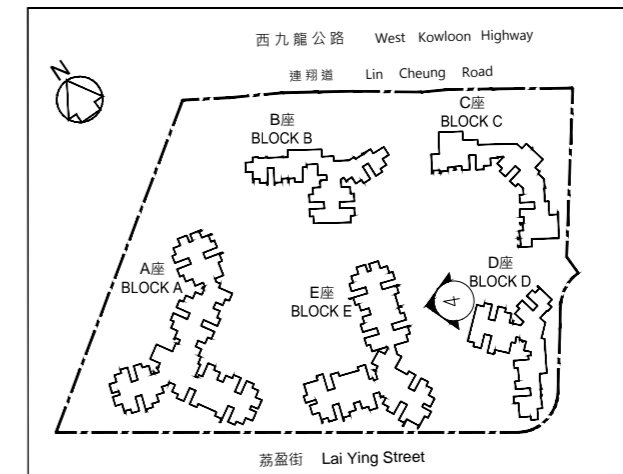 西九龍公路 West Kowloon Highway
連翔道 Lin Cheung Road
N
B座
BLOCK B
C座
BLOCK C
A座
BLOCK A
E座
BLOCK E
D座
BLOCK D
4
荔盈街 Lai Ying Street